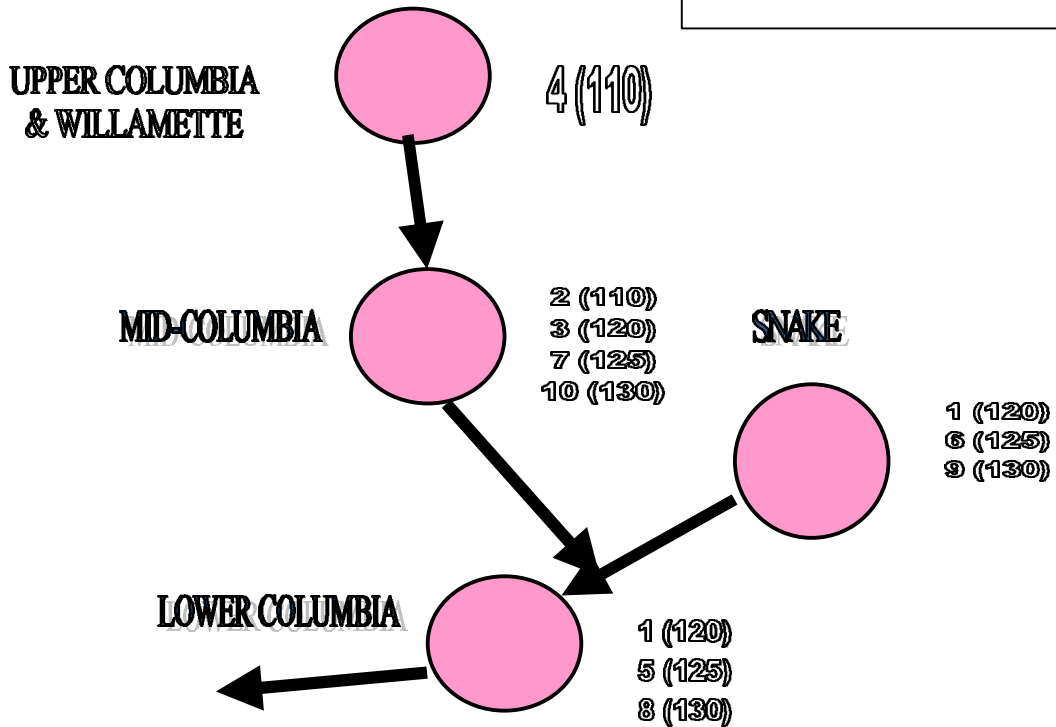 UPPER COLUMBIA
& WILLAMETTE
4 (110)
MID-COLUMBIA
2 (110)
3 (120)
7 (125)
10 (130)
SNAKE
1 (120)
6 (125)
9 (130)
LOWER COLUMBIA
1 (120)
5 (125)
8 (130)